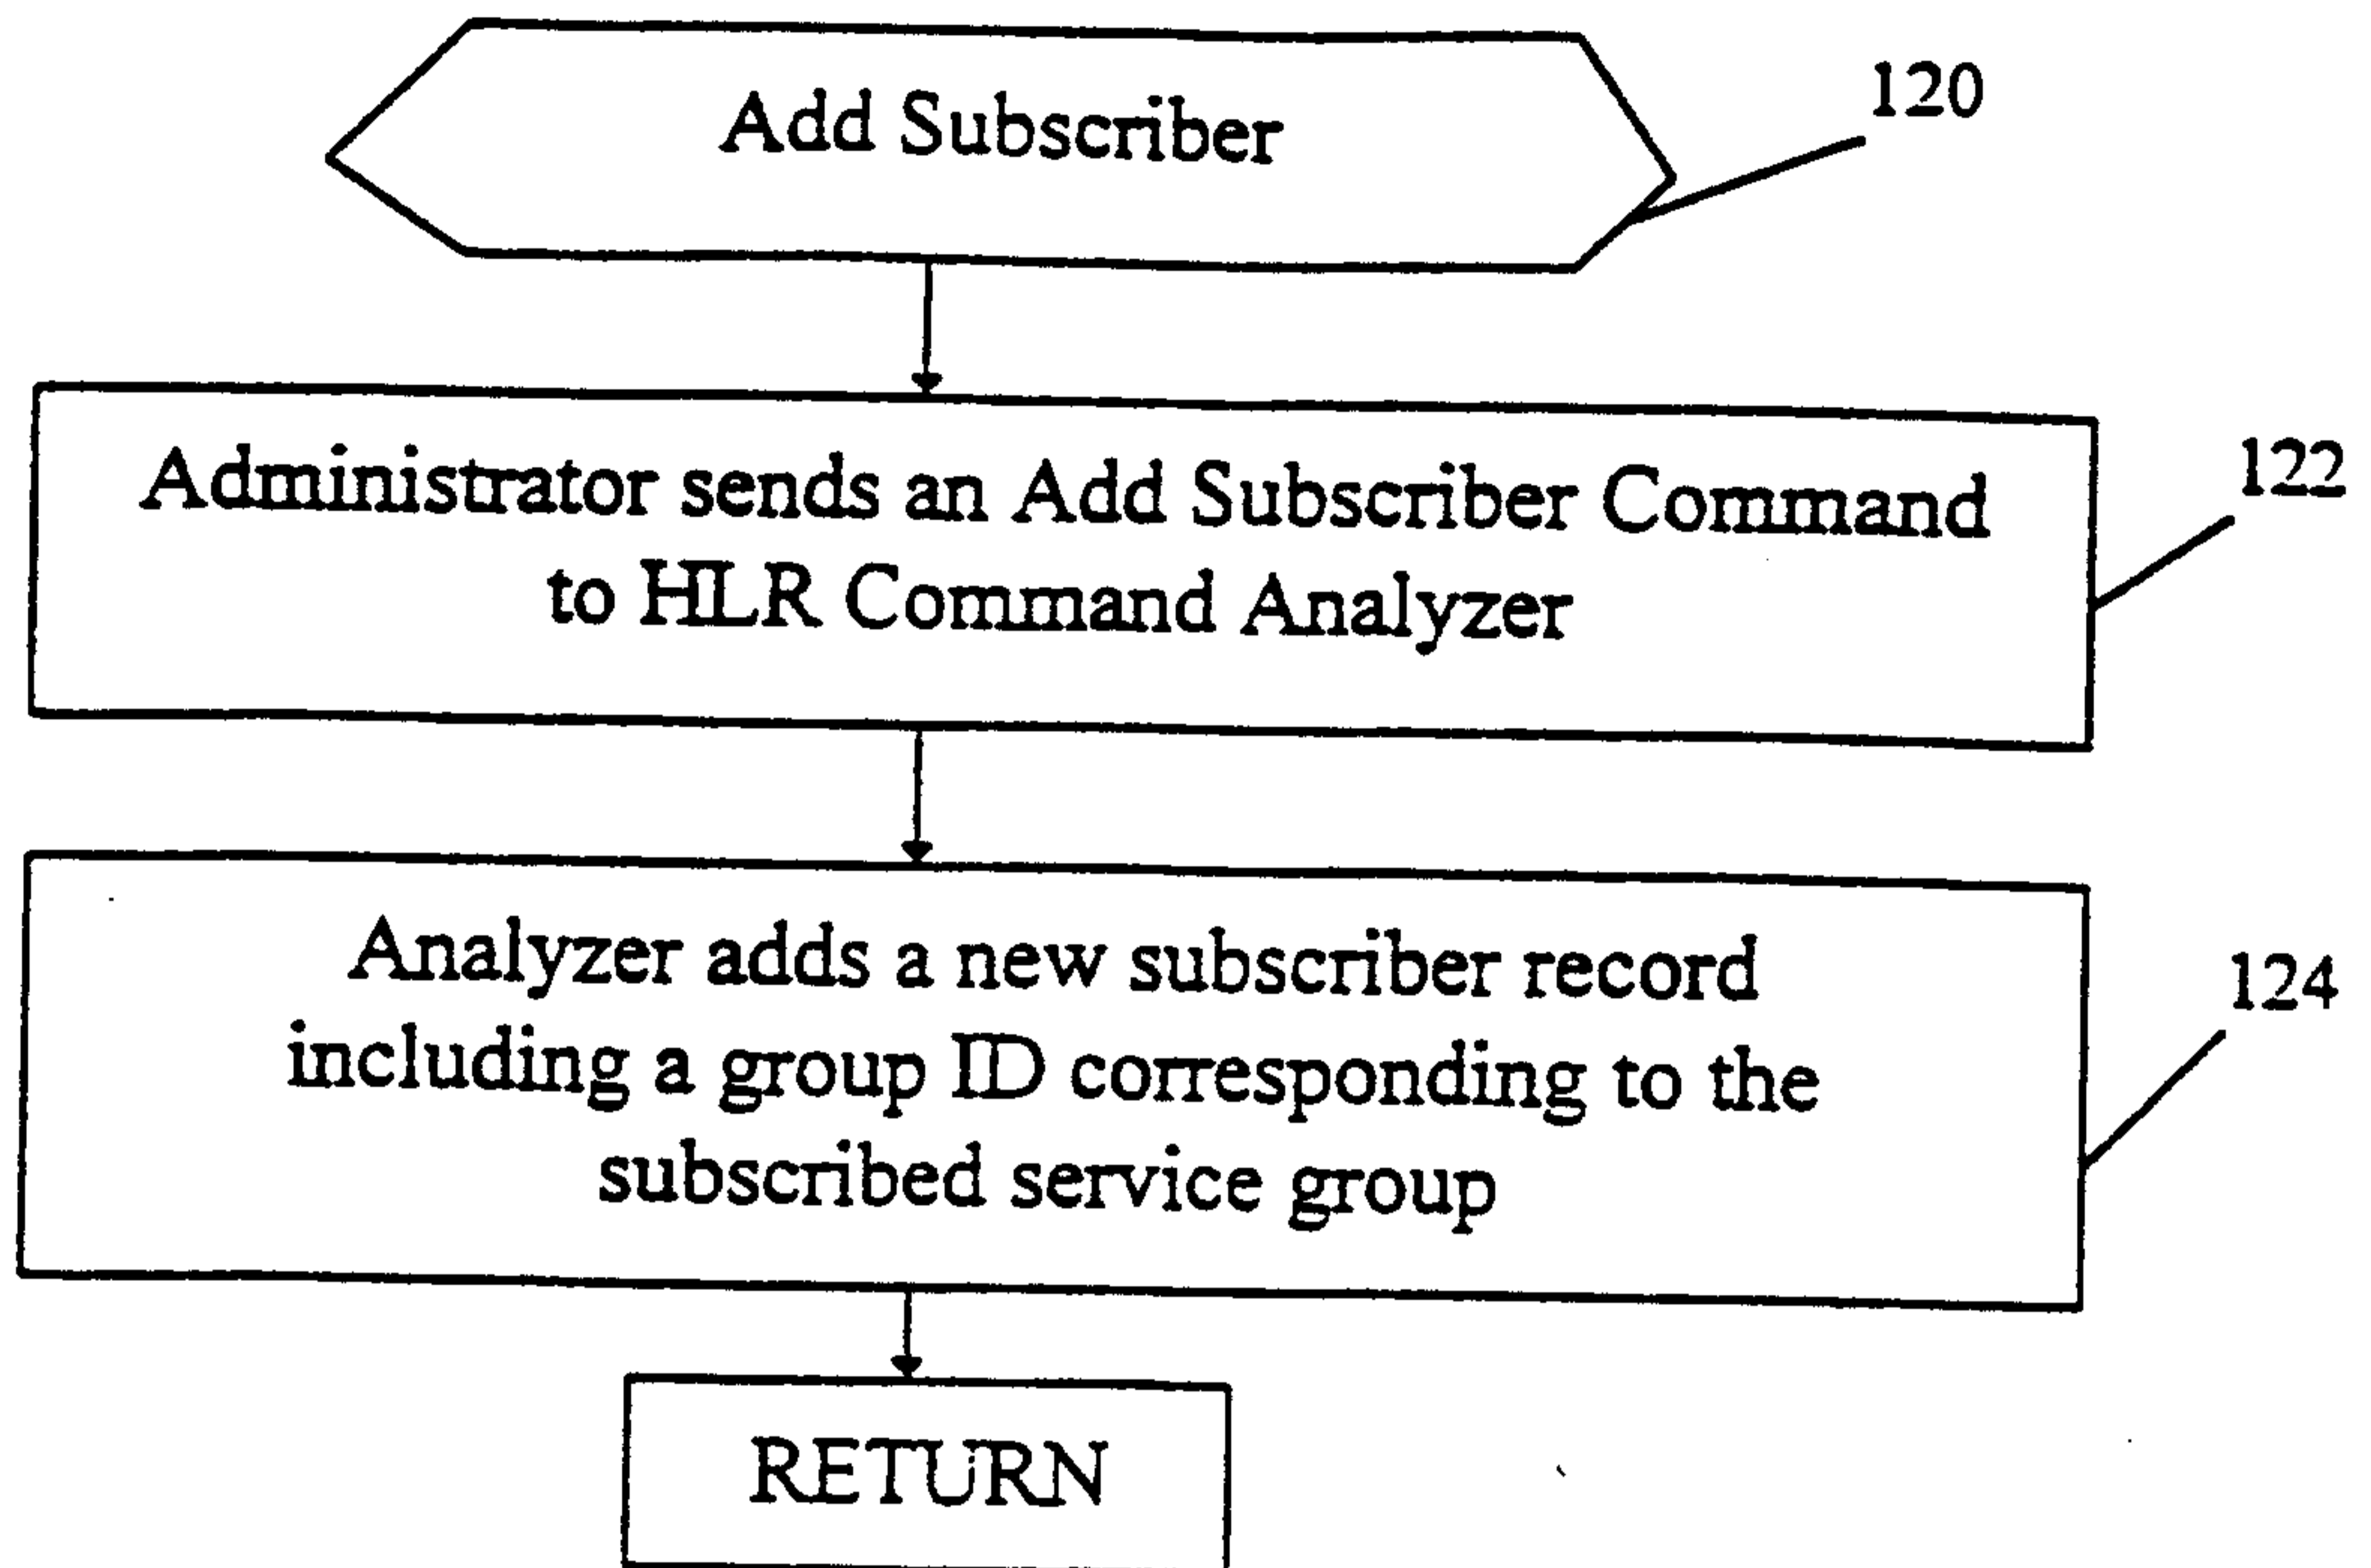 Add Subscriber
120
Administrator sends an Add Subscriber Command
to HLR Command Analyzer
122
Analyzer adds a new subscriber record
including a group ID corresponding to the
subscribed service group
124
RETURN